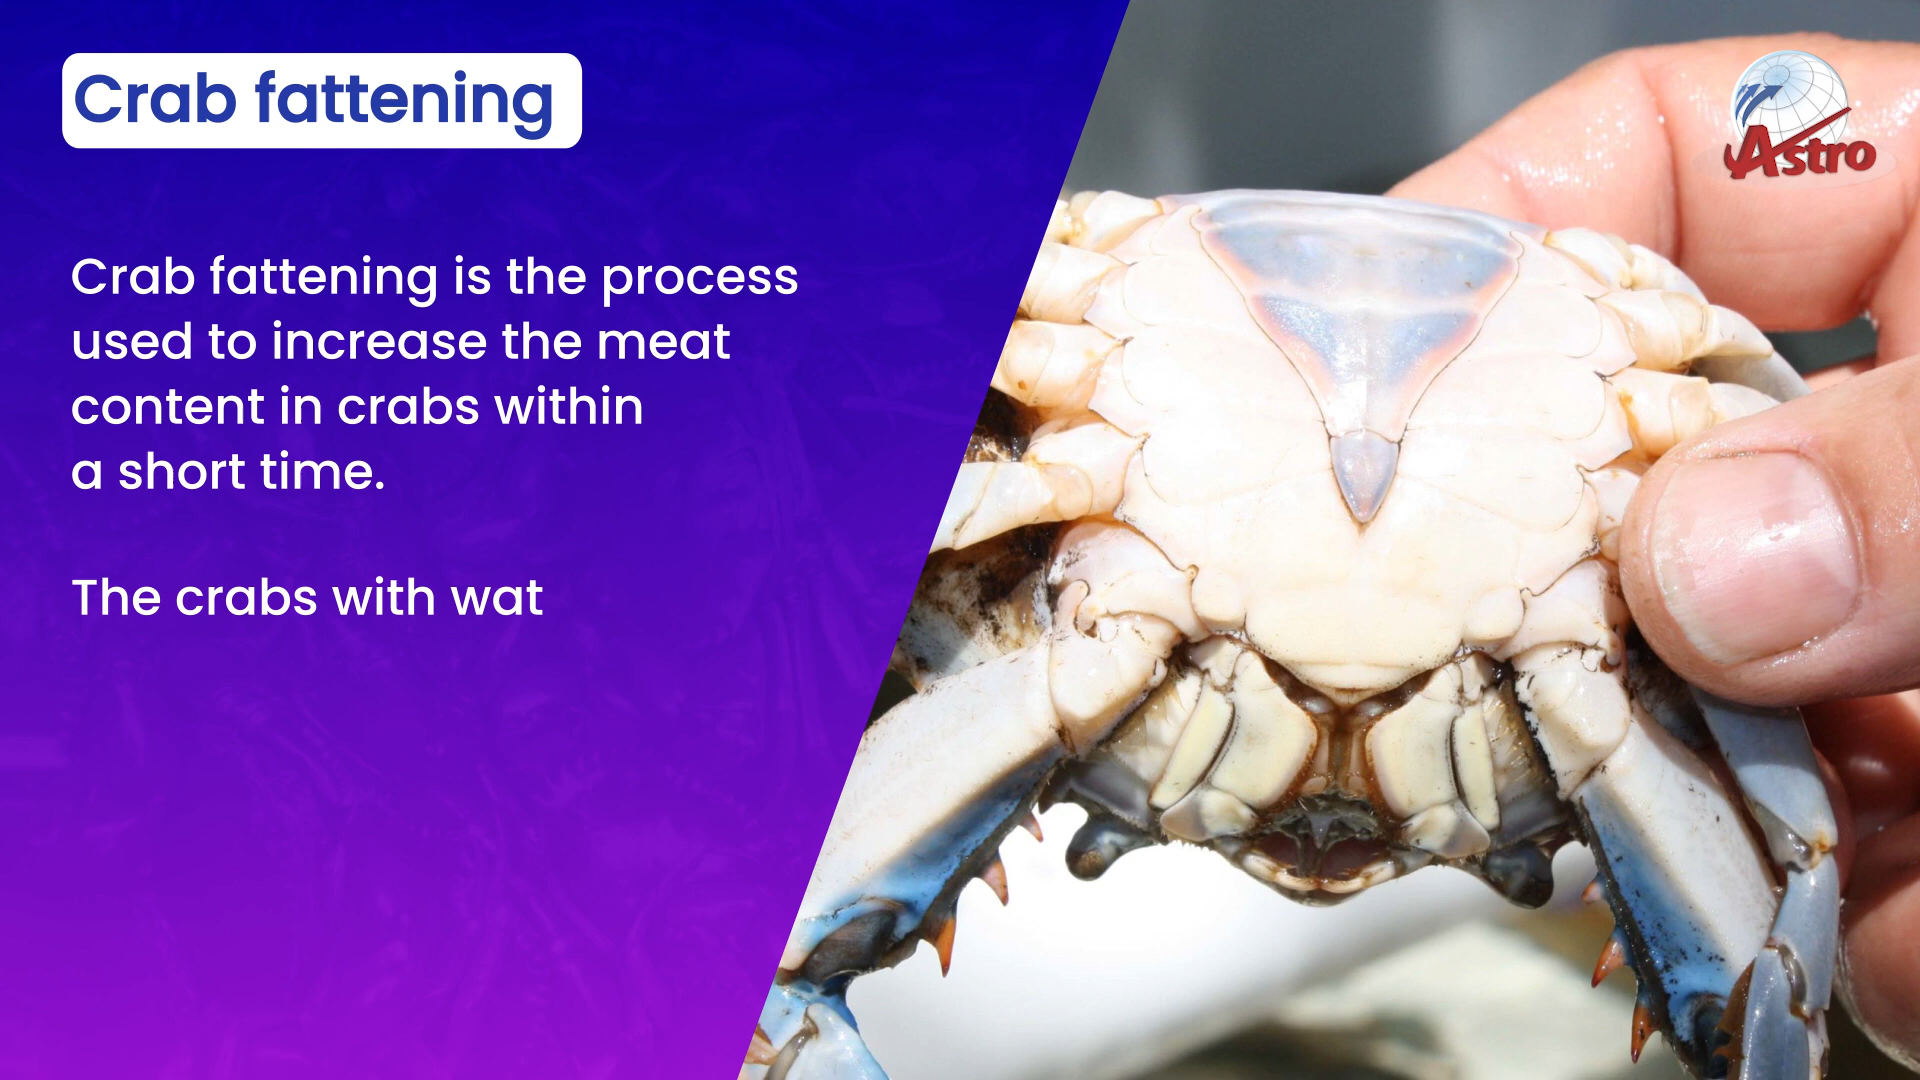 Crab fattening
Astro
Crab fattening is the process
used to increase the meat
content in crabs within
a short time.
The crabs with wat